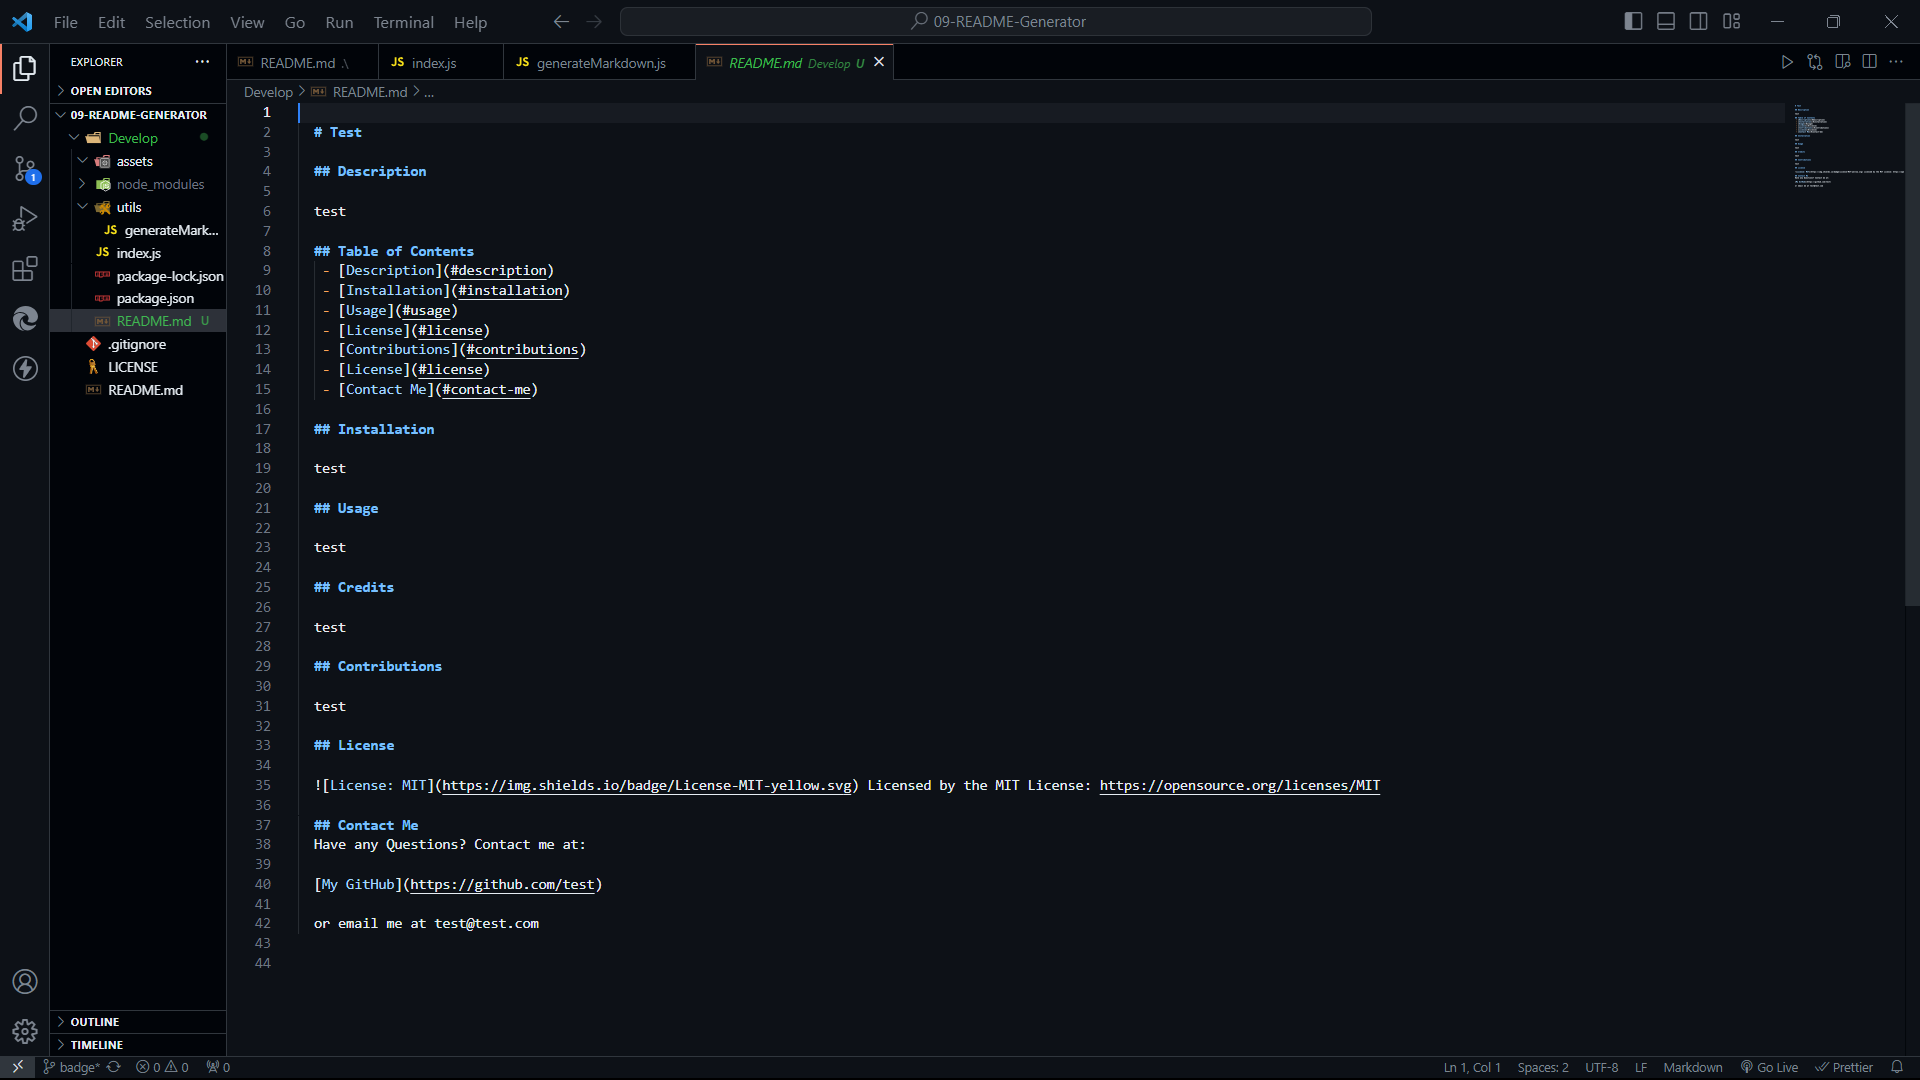 File Edit Selection View Go Run Terminal Help
09-README-Generator
EXPLORER
OPEN EDITORS
09-README-GENERATOR
Develop
assets
node_modules
utils
JS generateMark...
JS index.js
package-lock.json
package.json
README.md U
.gitignore
LICENSE
README.md
OUTLINE
TIMELINE
README.md .\
JS index.js
JS generateMarkdown.js
README.md Develop U
Develop > README.md > ...
1
2 # Test
3
4 ## Description
5
6 test
7
8 ## Table of Contents
9 - [Description](#description)
10 - [Installation](#installation)
11 - [Usage](#usage)
12 - [License](#license)
13 - [Contributions](#contributions)
14 - [License](#license)
15 - [Contact Me](#contact-me)
16
17 ## Installation
18
19 test
20
21 ## Usage
22
23 test
24
25 ## Credits
26
27 test
28
29 ## Contributions
30
31 test
32
33 ## License
34
35 ![License: MIT](https://img.shields.io/badge/License-MIT-yellow.svg) Licensed by the MIT License: https://opensource.org/licenses/MIT
36
37 ## Contact Me
38 Have any Questions? Contact me at:
39
40 [My GitHub](https://github.com/test)
41
42 or email me at test@test.com
43
44
1
badge* 0 0 0
Ln 1, Col 1 Spaces: 2 UTF-8 LF Markdown Go Live Prettier